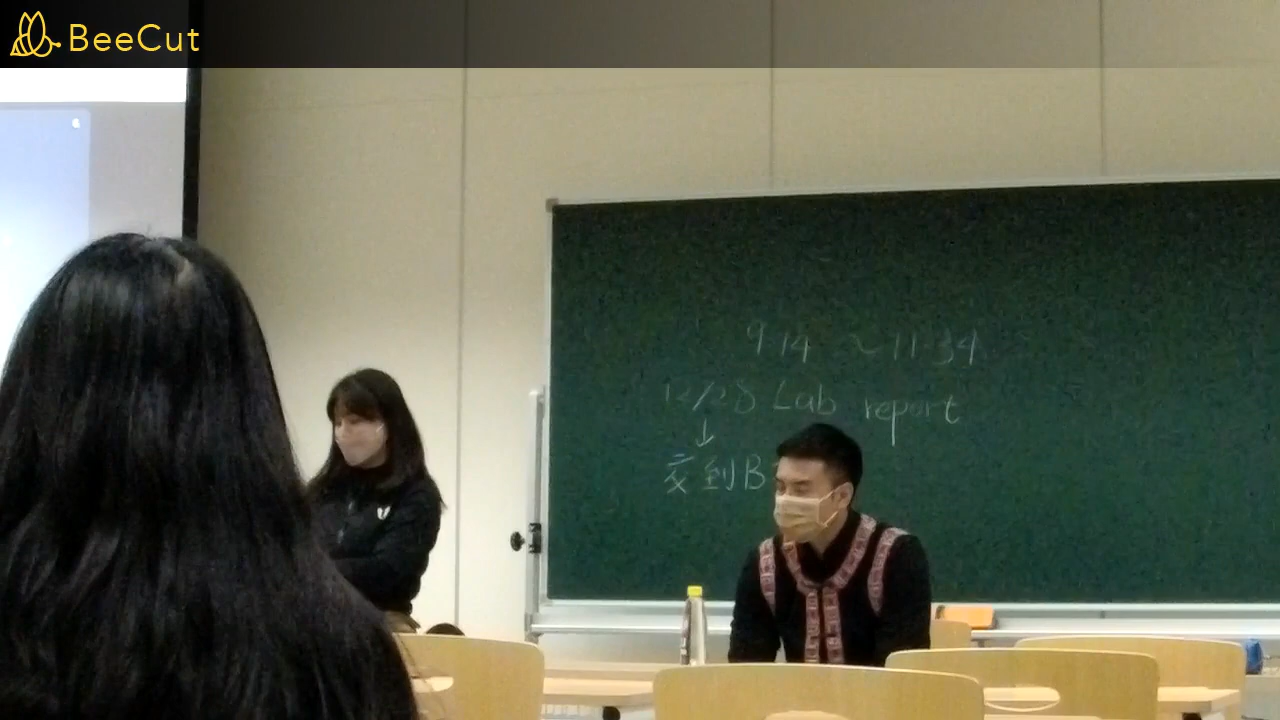 BeeCut
9:14 ~ 11:34
12/28 Lab report
↓
交到B